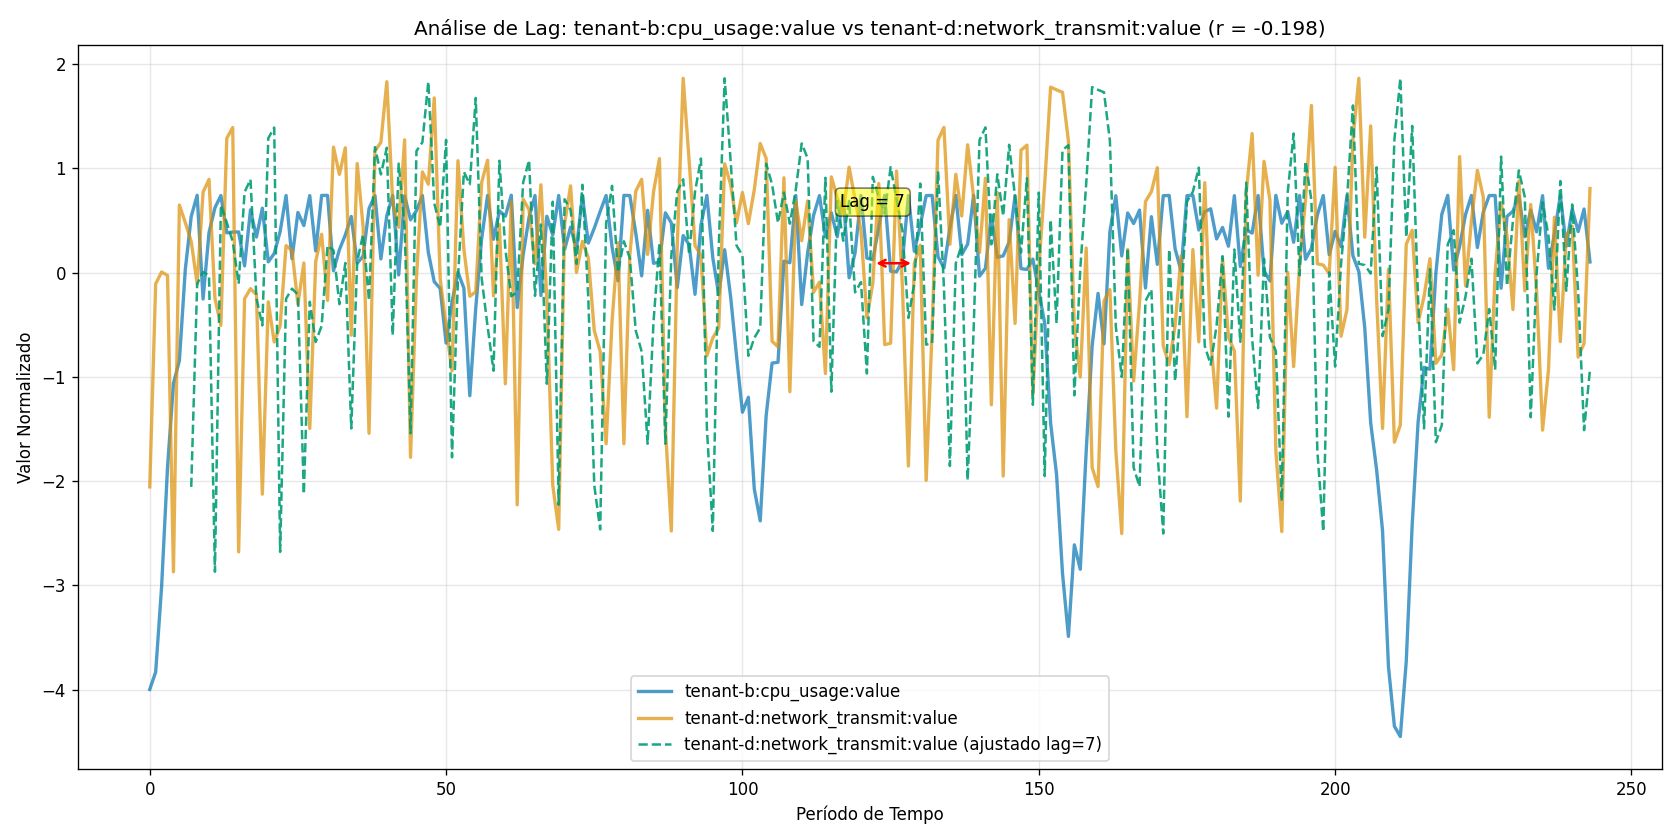 Análise de Lag: tenant-b:cpu_usage:value vs tenant-d:network_transmit:value (r = -0.198)
2
1
0
−1
−2
−3
−4
Valor Normalizado
Lag = 7
tenant-b:cpu_usage:value
tenant-d:network_transmit:value
tenant-d:network_transmit:value (ajustado lag=7)
0
50
100
150
200
250
Período de Tempo